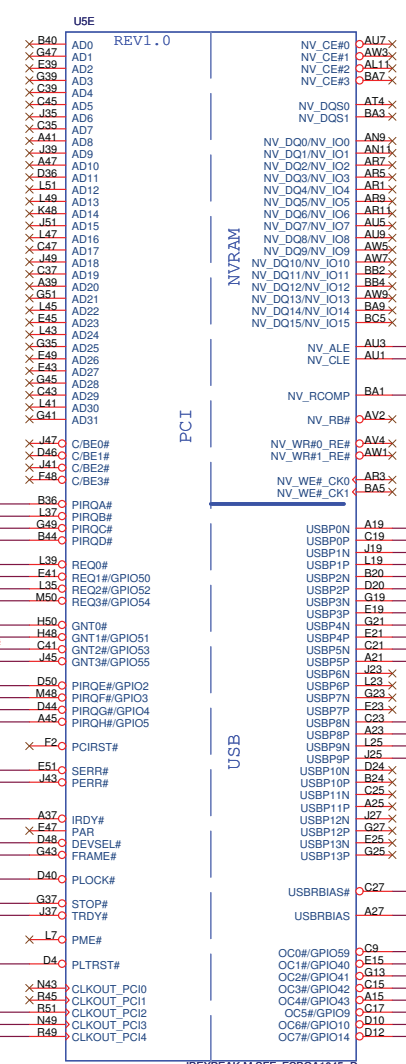 U5E
REV1.0
B40 AD0
G47 AD1
E39 AD2
G39 AD3
C39 AD4
C45 AD5
J35 AD6
C35 AD7
A41 AD8
J39 AD9
A47 AD10
D36 AD11
L51 AD12
L49 AD13
K48 AD14
J51 AD15
L47 AD16
C47 AD17
J49 AD18
C37 AD19
A39 AD20
G51 AD21
L45 AD22
E45 AD23
L43 AD24
G35 AD25
E49 AD26
E43 AD27
G45 AD28
C43 AD29
L41 AD30
G41 AD31
J47 C/BE0#
D46 C/BE1#
J41 C/BE2#
F48 C/BE3#
B36 PIRQA#
L37 PIRQB#
G49 PIRQC#
B44 PIRQD#
L39 REQ0#
E41 REQ1#/GPIO50
L35 REQ2#/GPIO52
M50 REQ3#/GPIO54
H50 GNT0#
H48 GNT1#/GPIO51
C41 GNT2#/GPIO53
J45 GNT3#/GPIO55
D50 PIRQE#/GPIO2
M48 PIRQF#/GPIO3
D44 PIRQG#/GPIO4
A45 PIRQH#/GPIO5
F2 PCIRST#
E51 SERR#
J43 PERR#
A37 IRDY#
F47 PAR
D48 DEVSEL#
G43 FRAME#
D40 PLOCK#
G37 STOP#
J37 TRDY#
L7 PME#
D4 PLTRST#
N43 CLKOUT_PCI0
R45 CLKOUT_PCI1
R51 CLKOUT_PCI2
N49 CLKOUT_PCI3
R49 CLKOUT_PCI4
PCI
NVRAM
USB
NV_CE#0 AU7
NV_CE#1 AW3
NV_CE#2 AL11
NV_CE#3 BA7
NV_DQS0 AT4
NV_DQS1 BA3
NV_DQ0/NV_IO0 AN9
NV_DQ1/NV_IO1 AN11
NV_DQ2/NV_IO2 AR7
NV_DQ3/NV_IO3 AR5
NV_DQ4/NV_IO4 AR1
NV_DQ5/NV_IO5 AR9
NV_DQ6/NV_IO6 AR11
NV_DQ7/NV_IO7 AU5
NV_DQ8/NV_IO8 AU9
NV_DQ9/NV_IO9 AW5
NV_DQ10/NV_IO10 AW7
NV_DQ11/NV_IO11 BB2
NV_DQ12/NV_IO12 BB4
NV_DQ13/NV_IO13 AW9
NV_DQ14/NV_IO14 BA9
NV_DQ15/NV_IO15 BC5
NV_ALE AU3
NV_CLE AU1
NV_RCOMP BA1
NV_RB# AV2
NV_WR#0_RE# AV4
NV_WR#1_RE# AW1
NV_WE#_CK0 AR3
NV_WE#_CK1 BA5
USBP0N A19
USBP0P C19
USBP1N J19
USBP1P L19
USBP2N B20
USBP2P D20
USBP3N G19
USBP3P E19
USBP4N G21
USBP4P E21
USBP5N C21
USBP5P A21
USBP6N J23
USBP6P L23
USBP7N G23
USBP7P E23
USBP8N C23
USBP8P A23
USBP9N L25
USBP9P J25
USBP10N D24
USBP10P B24
USBP11N C25
USBP11P A25
USBP12N J27
USBP12P G27
USBP13N E25
USBP13P G25
USBRBIAS# C27
USBRBIAS A27
OC0#/GPIO59 C9
OC1#/GPIO40 E15
OC2#/GPIO41 G13
OC3#/GPIO42 C15
OC4#/GPIO43 A15
OC5#/GPIO9 C17
OC6#/GPIO10 D10
OC7#/GPIO14 D12